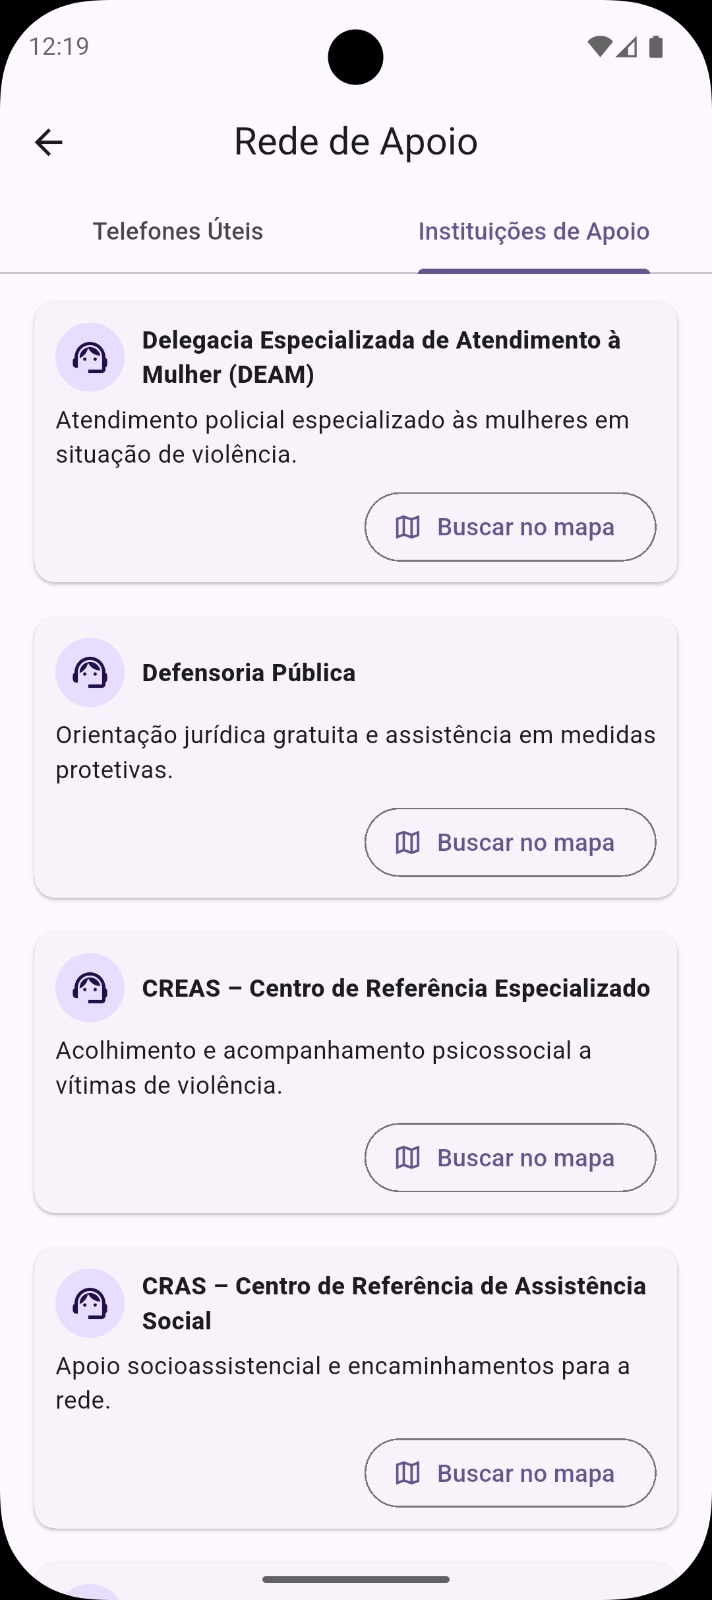 12:19
Rede de Apoio
Telefones Úteis
Instituições de Apoio
Delegacia Especializada de Atendimento à
Mulher (DEAM)
Atendimento policial especializado às mulheres em
situação de violência.
Buscar no mapa
Defensoria Pública
Orientação jurídica gratuita e assistência em medidas
protetivas.
Buscar no mapa
CREAS – Centro de Referência Especializado
Acolhimento e acompanhamento psicossocial a
vítimas de violência.
Buscar no mapa
CRAS – Centro de Referência de Assistência
Social
Apoio socioassistencial e encaminhamentos para a
rede.
Buscar no mapa